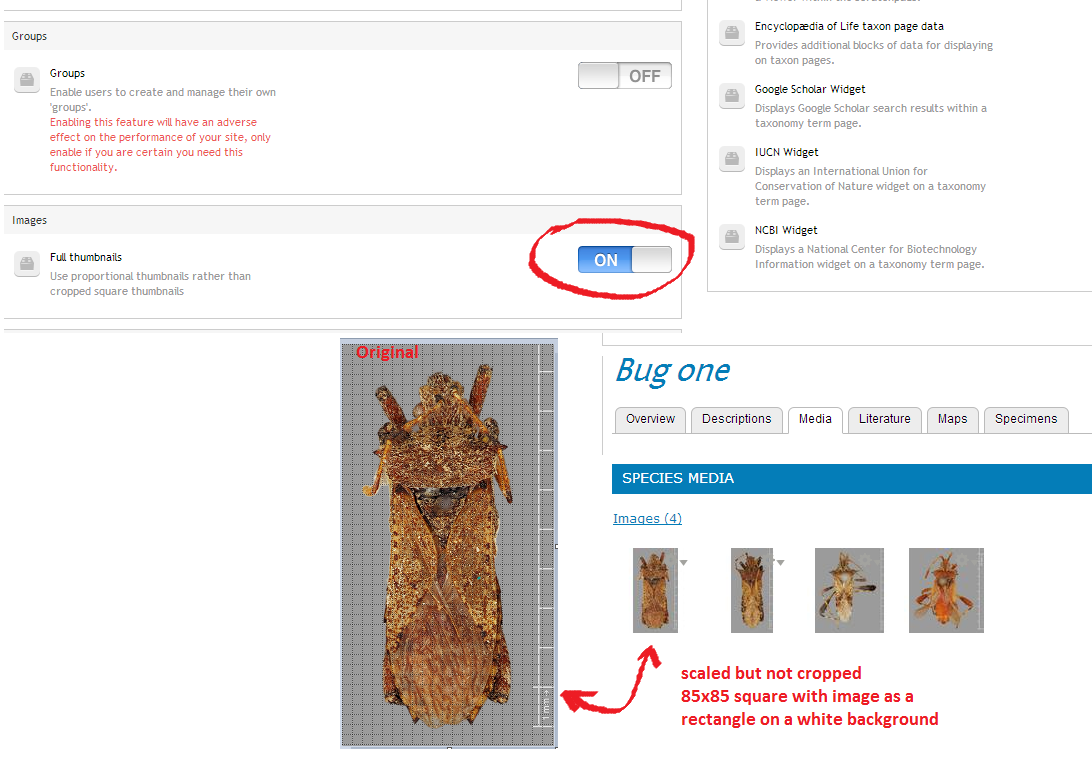 Groups
Groups
Enable users to create and manage their own
'groups'.
Enabling this feature will have an adverse
effect on the performance of your site, only
enable if you are certain you need this
functionality.
OFF
Images
Full thumbnails
Use proportional thumbnails rather than
cropped square thumbnails
ON
Encyclopædia of Life taxon page data
Provides additional blocks of data for displaying
on taxon pages.
Google Scholar Widget
Displays Google Scholar search results within a
taxonomy term page.
IUCN Widget
Displays an International Union for
Conservation of Nature widget on a taxonomy
term page.
NCBI Widget
Displays a National Center for Biotechnology
Information widget on a taxonomy term page.
Original
Bug one
Overview
Descriptions
Media
Literature
Maps
Specimens
SPECIES MEDIA
Images (4)
scaled but not cropped
85x85 square with image as a
rectangle on a white background